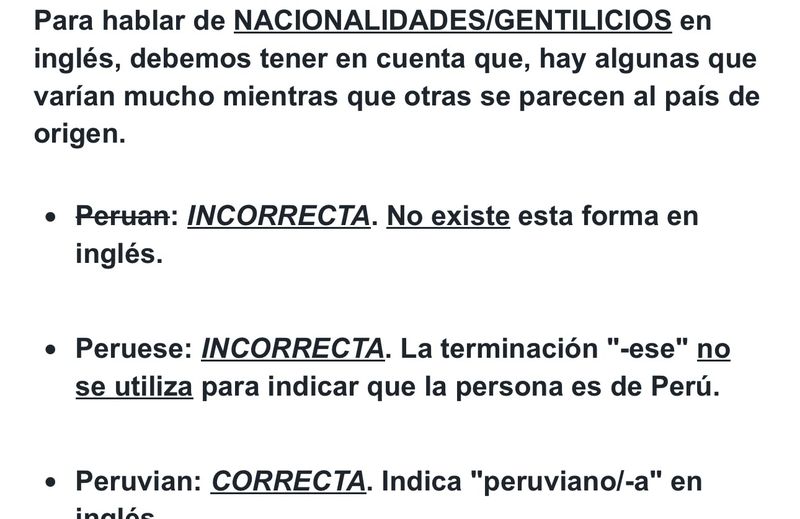 Para hablar de NACIONALIDADES/GENTILICIOS en
inglés, debemos tener en cuenta que, hay algunas que
varían mucho mientras que otras se parecen al país de
origen.
• Peruan: INCORRECTA. No existe esta forma en
inglés.
• Peruese: INCORRECTA. La terminación "-ese" no
se utiliza para indicar que la persona es de Perú.
• Peruvian: CORRECTA. Indica "peruviano/-a" en
inglés